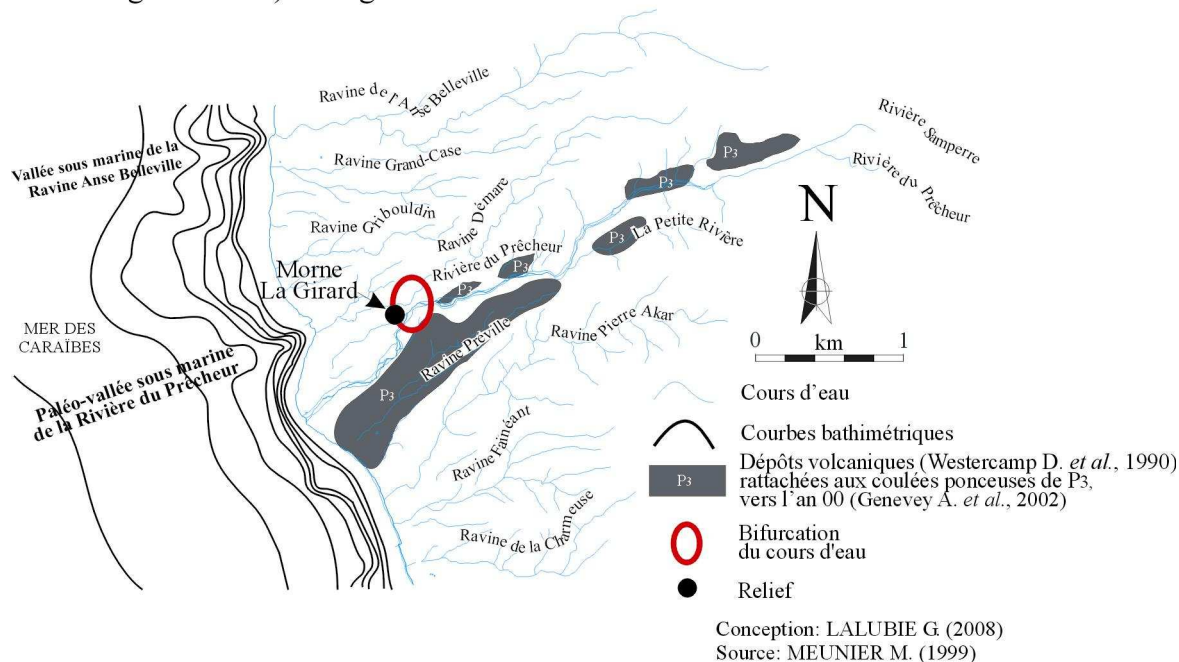 Ravine de l'Anse Belleville
Rivière Samperre
Rivière du Prêcheur
Vallée sous marine de la
Ravine Anse Belleville
Ravine Grand-Case
P3
P3
Ravine Gribouldin
Ravine Démare
P3
La Petite Rivière
N
Rivière du Prêcheur
P3
P3
Morne
La Girard
MER DES
CARAÏBES
Ravine Pierre Akar
0 1
km
Paléo-vallée sous marine
de la Rivière du Prêcheur
Ravine Préville
P3
Ravine Fainéant
Ravine de la Charmeuse
Cours d'eau
Courbes bathimétriques
P3
Dépôts volcaniques (Westercamp D. et al., 1990)
rattachées aux coulées ponceuses de P3,
vers l'an 00 (Genevey A. et al., 2002)
Bifurcation
du cours d'eau
Relief
Conception: LALUBIE G. (2008)
Source: MEUNIER M. (1999)